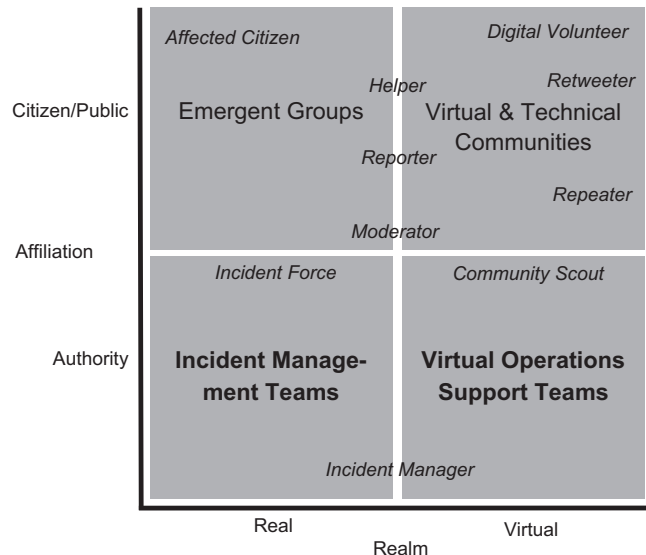 Affected Citizen
Digital Volunteer
Helper
Retweeter
Citizen/Public
Emergent Groups
Virtual & Technical
Communities
Reporter
Repeater
Moderator
Affiliation
Incident Force
Community Scout
Authority
Incident Manage-
ment Teams
Virtual Operations
Support Teams
Incident Manager
Real
Virtual
Realm